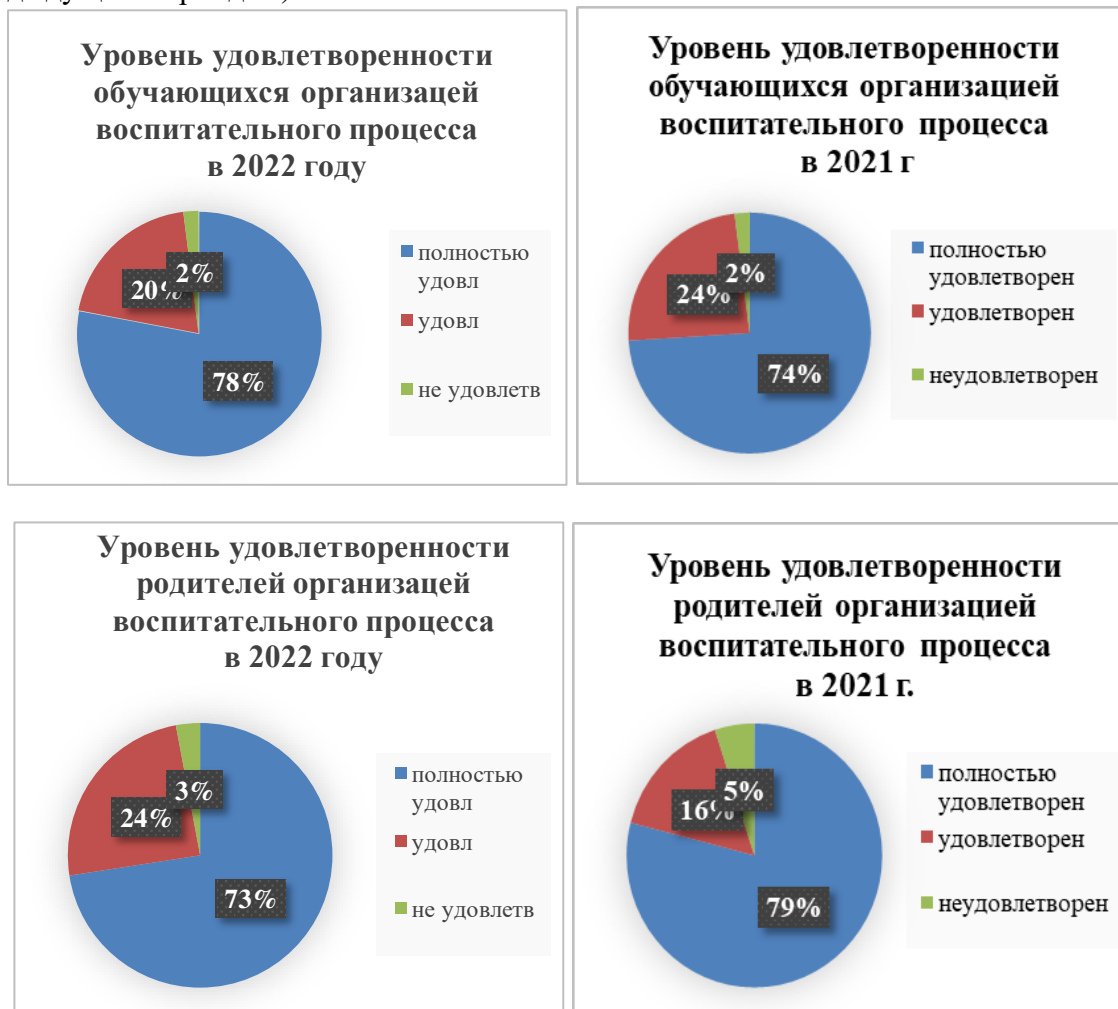 Уровень удовлетворенности
обучающихся организацей
воспитательного процесса
в 2022 году
2%
20%
78%
полностью
удовл
удовл
не удовлетв
Уровень удовлетворенности
обучающихся организацией
воспитательного процесса
в 2021 г
2%
24%
74%
полностью
удовлетворен
удовлетворен
неудовлетворен
Уровень удовлетворенности
родителей организацей
воспитательного процесса
в 2022 году
3%
24%
73%
полностью
удовл
удовл
не удовлетв
Уровень удовлетворенности
родителей организацией
воспитательного процесса
в 2021 г.
5%
16%
79%
полностью
удовлетворен
удовлетворен
неудовлетворен